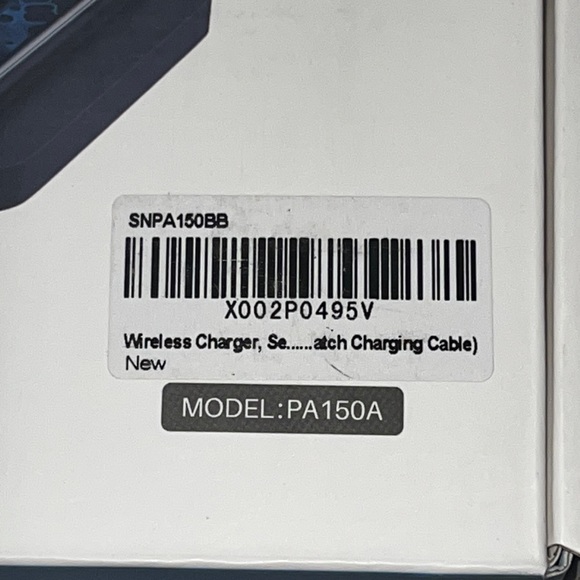 SNPA150BB
X002P0495V
Wireless Charger, Se......atch Charging Cable)
New
MODEL:PA150A